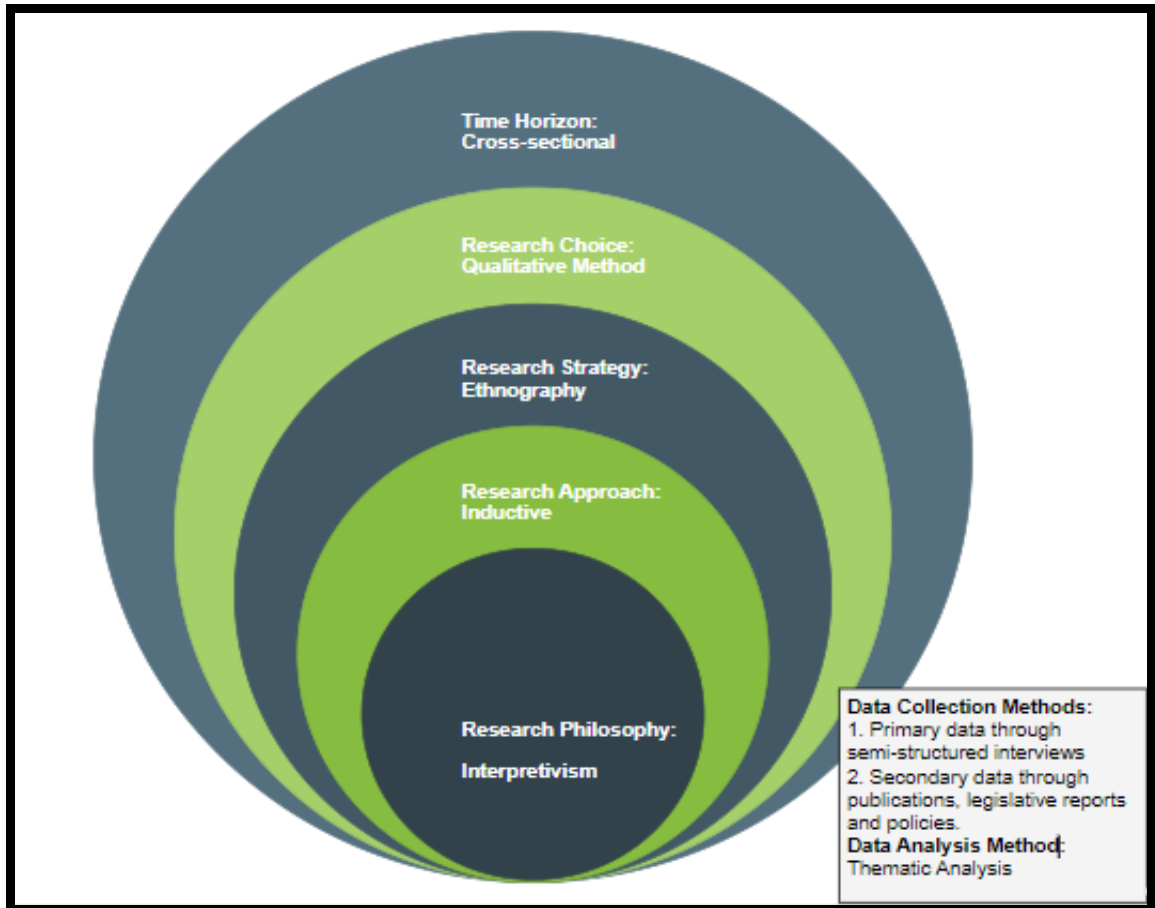 Time Horizon:
Cross-sectional
Research Choice:
Qualitative Method
Research Strategy:
Ethnography
Research Approach:
Inductive
Research Philosophy:
Interpretivism
Data Collection Methods:
1. Primary data through
semi-structured interviews
2. Secondary data through
publications, legislative reports
and policies.
Data Analysis Method:
Thematic Analysis